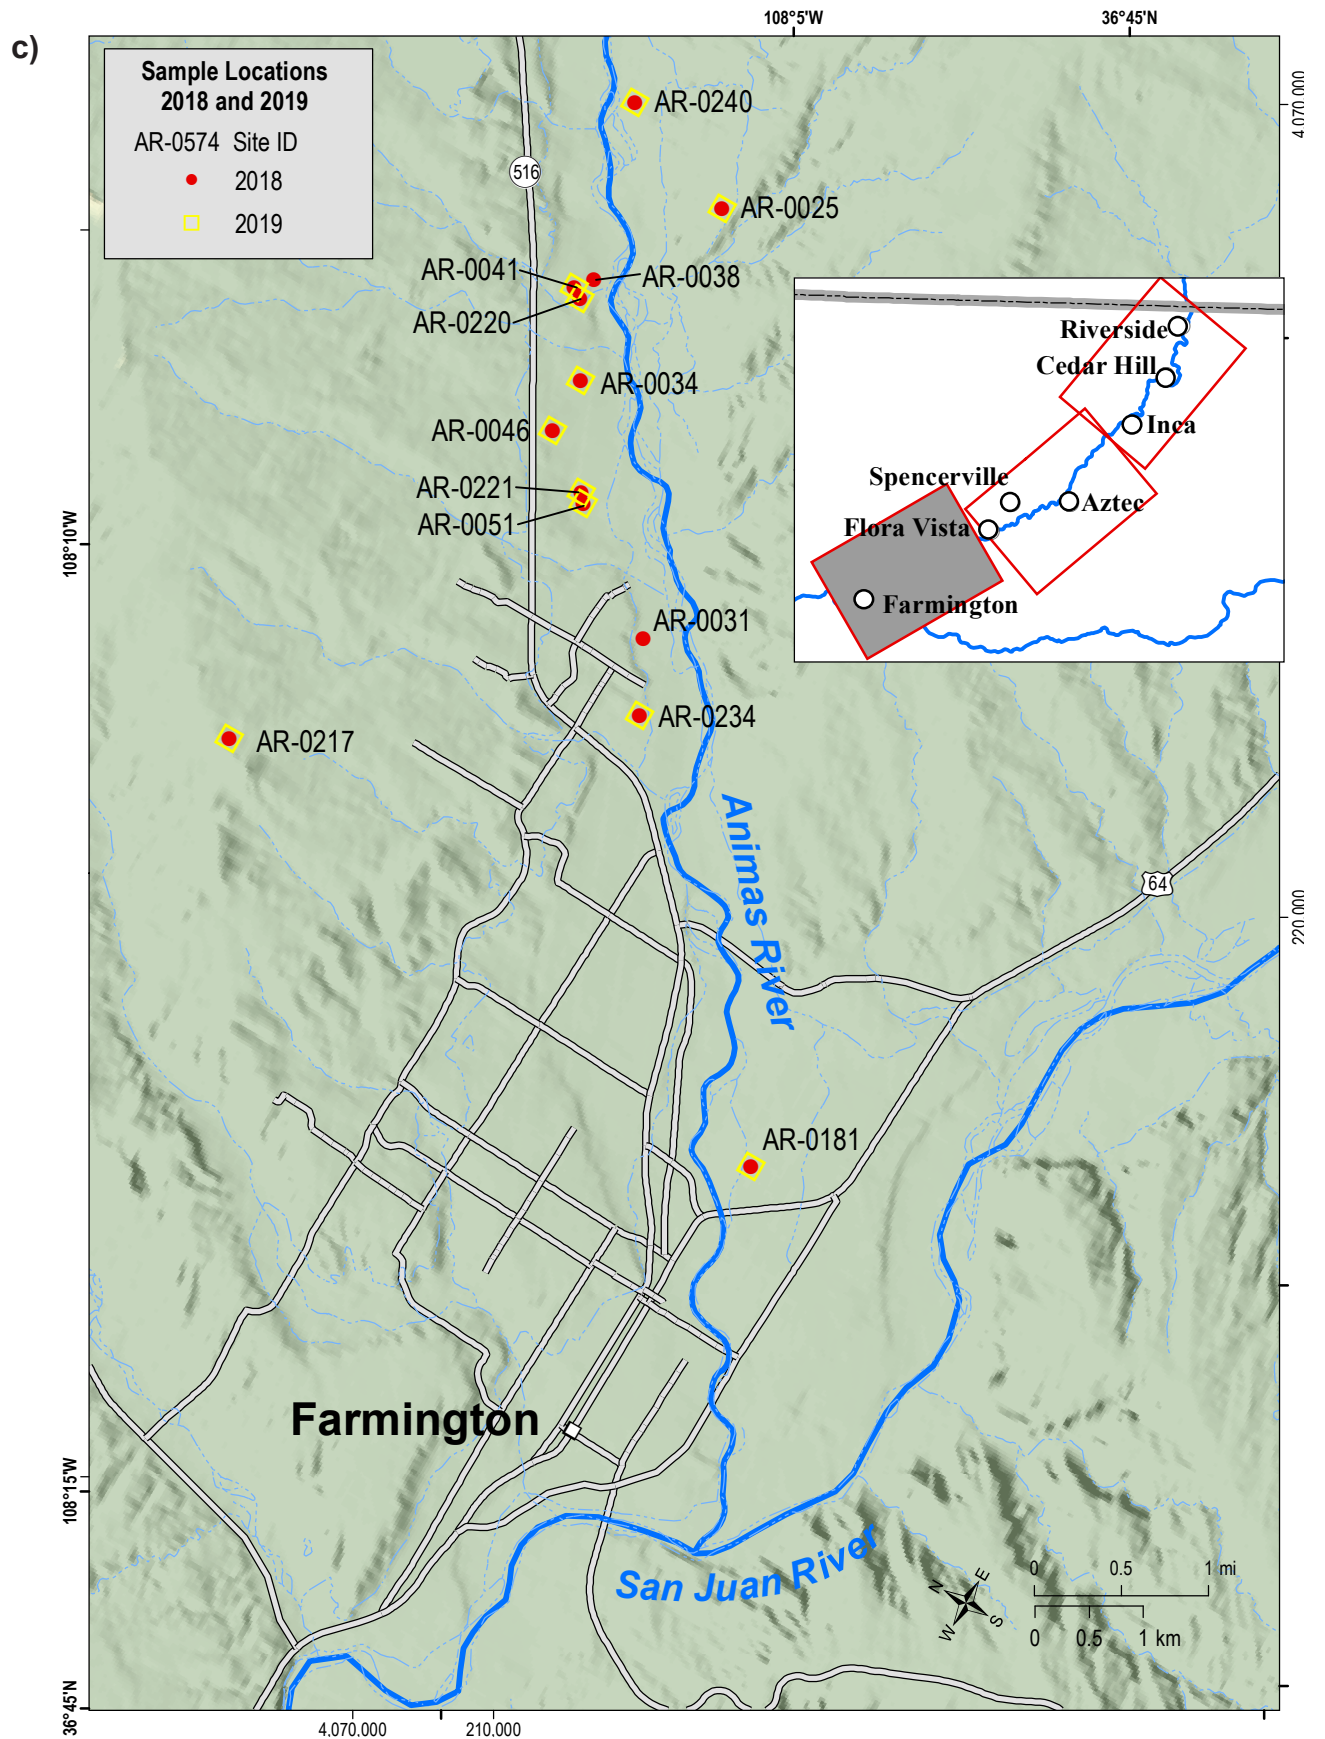 c)
108°5'W
36°45'N
Sample Locations
2018 and 2019
AR-0574 Site ID
2018
2019
4,070,000
AR-0240
516
AR-0025
AR-0041
AR-0038
AR-0220
AR-0034
AR-0046
AR-0221
AR-0051
Riverside
Cedar Hill
Inca
Spencerville
Aztec
Flora Vista
Farmington
108°10'W
AR-0031
AR-0234
AR-0217
Animas River
64
220,000
AR-0181
Farmington
108°15'W
San Juan River
N
E
W
S
0 0.5 1 mi
0 0.5 1 km
36°45'N
4,070,000
210,000